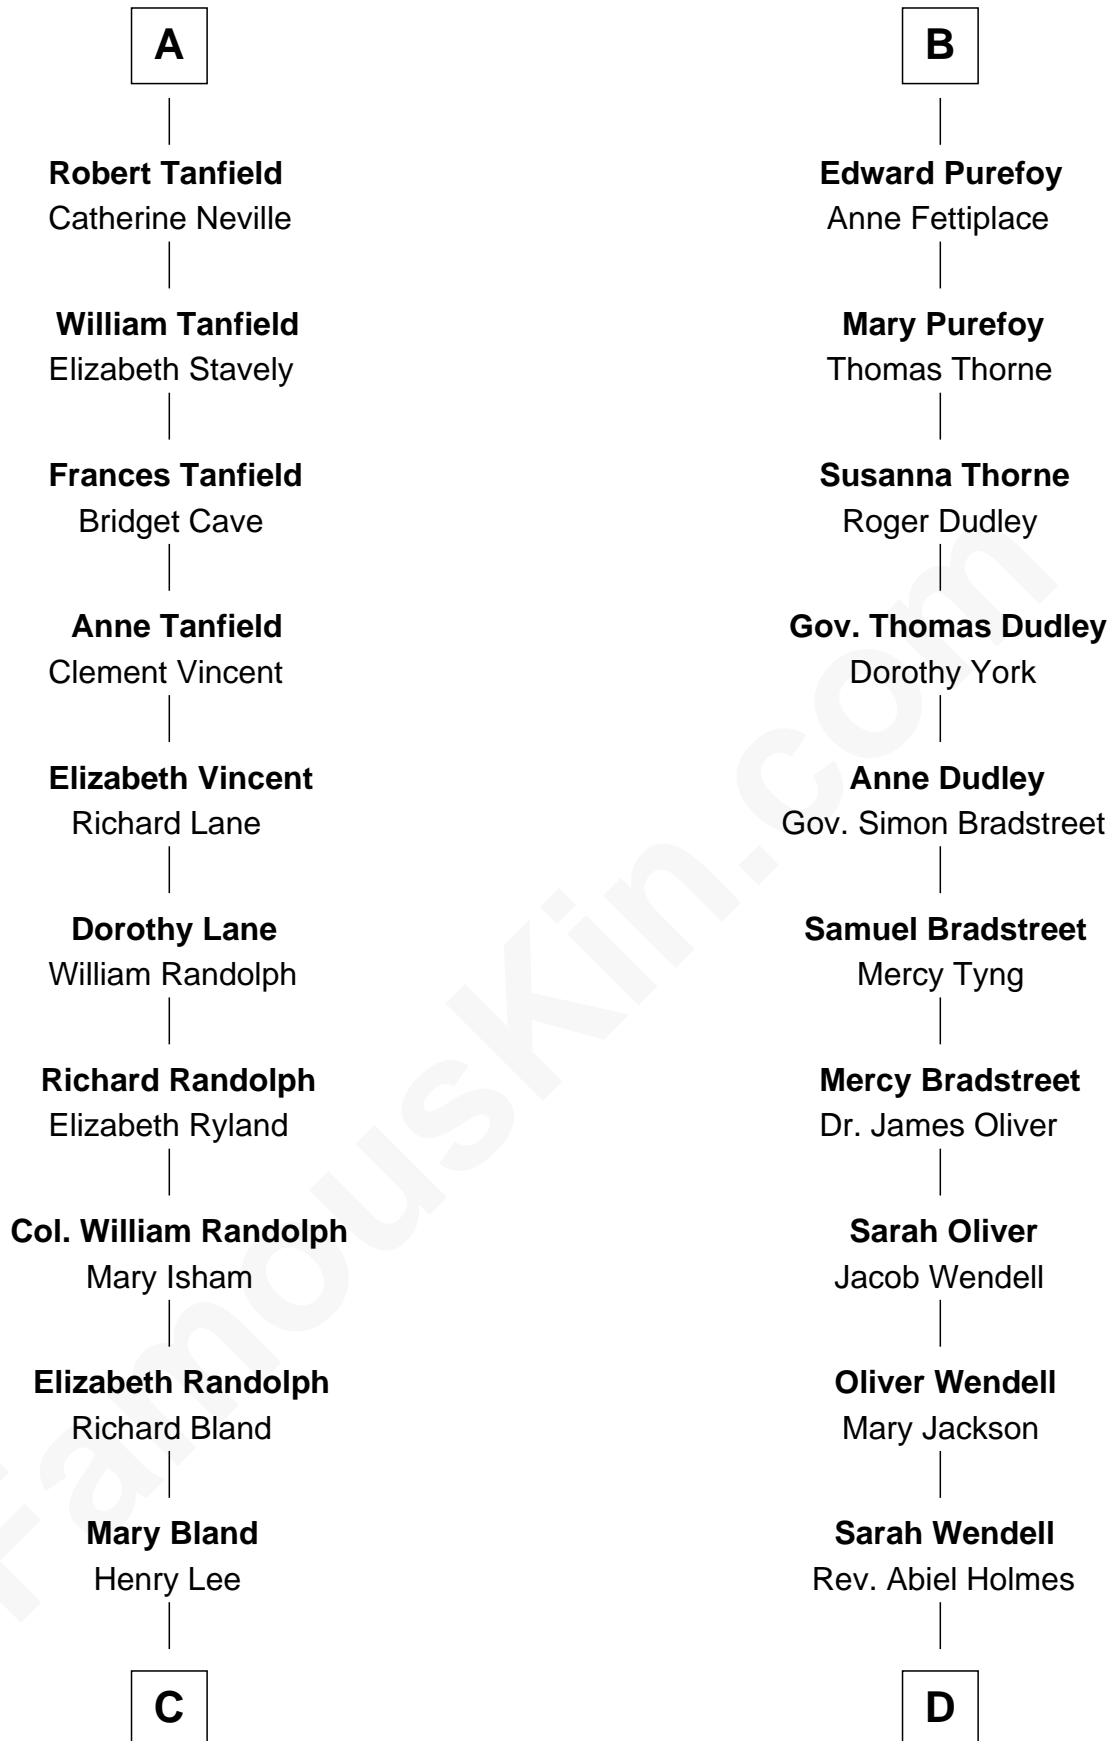 A
Robert Tanfield
Catherine Neville
William Tanfield
Elizabeth Stavely
Frances Tanfield
Bridget Cave
Anne Tanfield
Clement Vincent
Elizabeth Vincent
Richard Lane
Dorothy Lane
William Randolph
Richard Randolph
Elizabeth Ryland
Col. William Randolph
Mary Isham
Elizabeth Randolph
Richard Bland
Mary Bland
Henry Lee
C
B
Edward Purefoy
Anne Fettiplace
Mary Purefoy
Thomas Thorne
Susanna Thorne
Roger Dudley
Gov. Thomas Dudley
Dorothy York
Anne Dudley
Gov. Simon Bradstreet
Samuel Bradstreet
Mercy Tyng
Mercy Bradstreet
Dr. James Oliver
Sarah Oliver
Jacob Wendell
Oliver Wendell
Mary Jackson
Sarah Wendell
Rev. Abiel Holmes
D
FamousKin.com